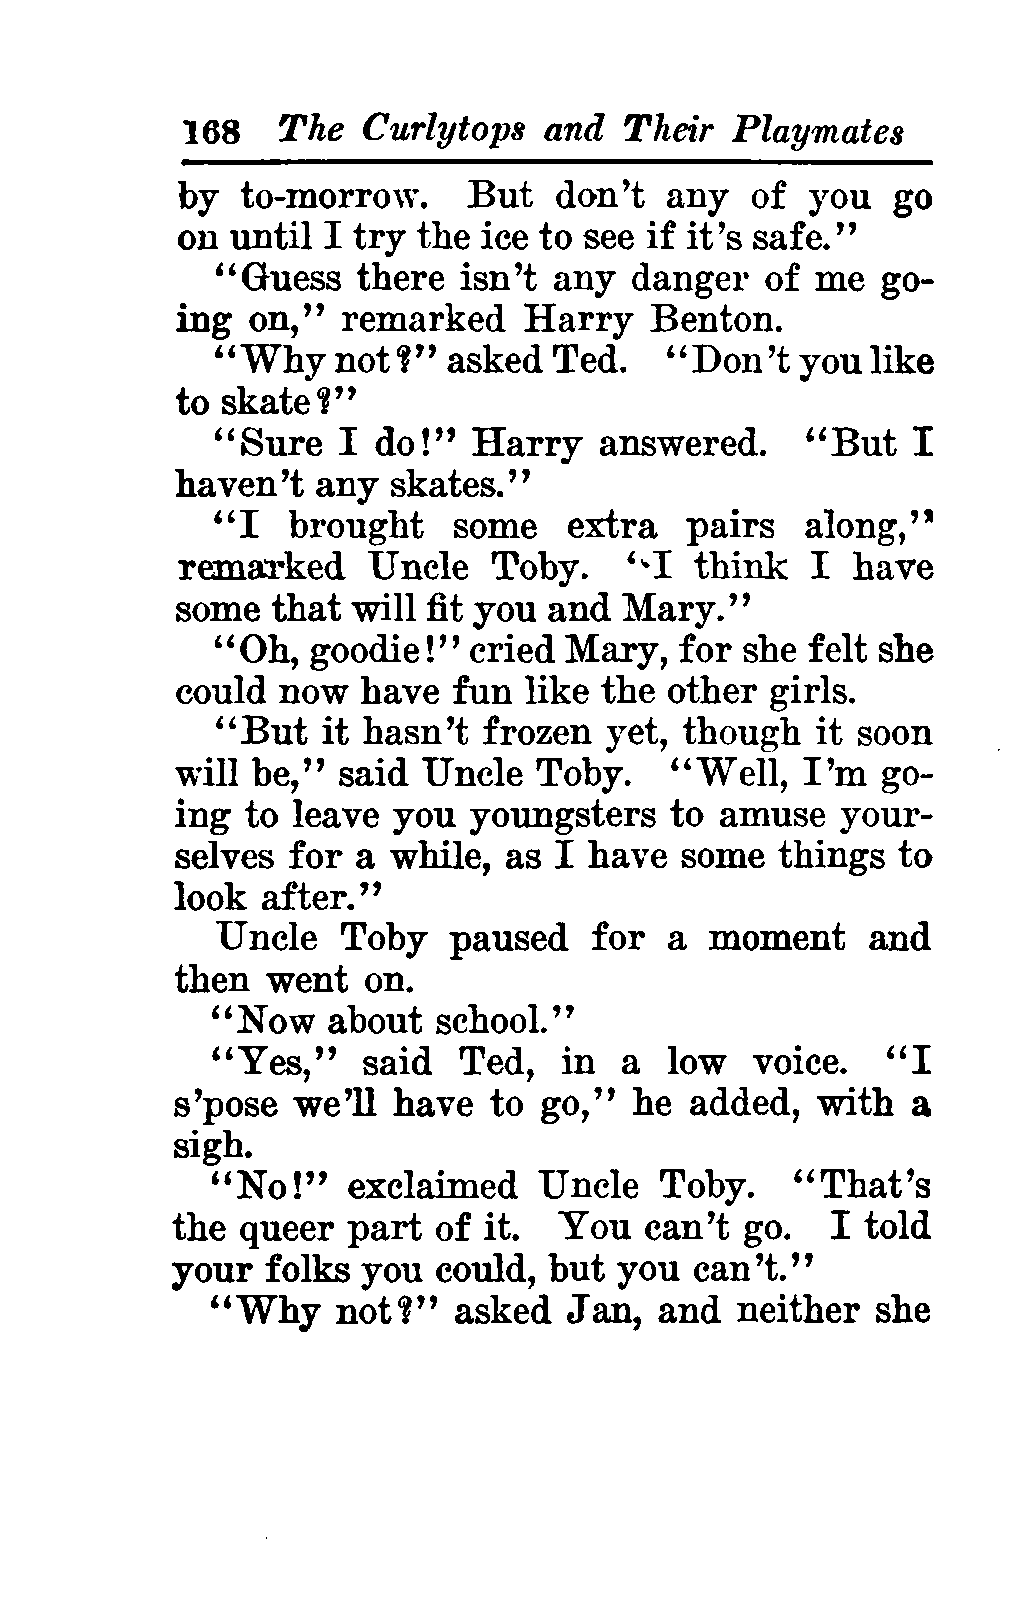 168 The Curlytops and Their Playmates
by to-morrow. But don't any of you go
on until I try the ice to see if it's safe."
"Guess there isn't any danger of me go-
ing on," remarked Harry Benton.
"Why not?" asked Ted. "Don't you like
to skate?"
"Sure I do!" Harry answered. "But I
haven't any skates."
"I brought some extra pairs along,"
remarked Uncle Toby. "I think I have
some that will fit you and Mary."
"Oh, goodie!" cried Mary, for she felt she
could now have fun like the other girls.
"But it hasn't frozen yet, though it soon
will be," said Uncle Toby. "Well, I'm go-
ing to leave you youngsters to amuse your-
selves for a while, as I have some things to
look after."
Uncle Toby paused for a moment and
then went on.
"Now about school."
"Yes," said Ted, in a low voice. "I
s'pose we'll have to go," he added, with a
sigh.
"No!" exclaimed Uncle Toby. "That's
the queer part of it. You can't go. I told
your folks you could, but you can't."
"Why not?" asked Jan, and neither she